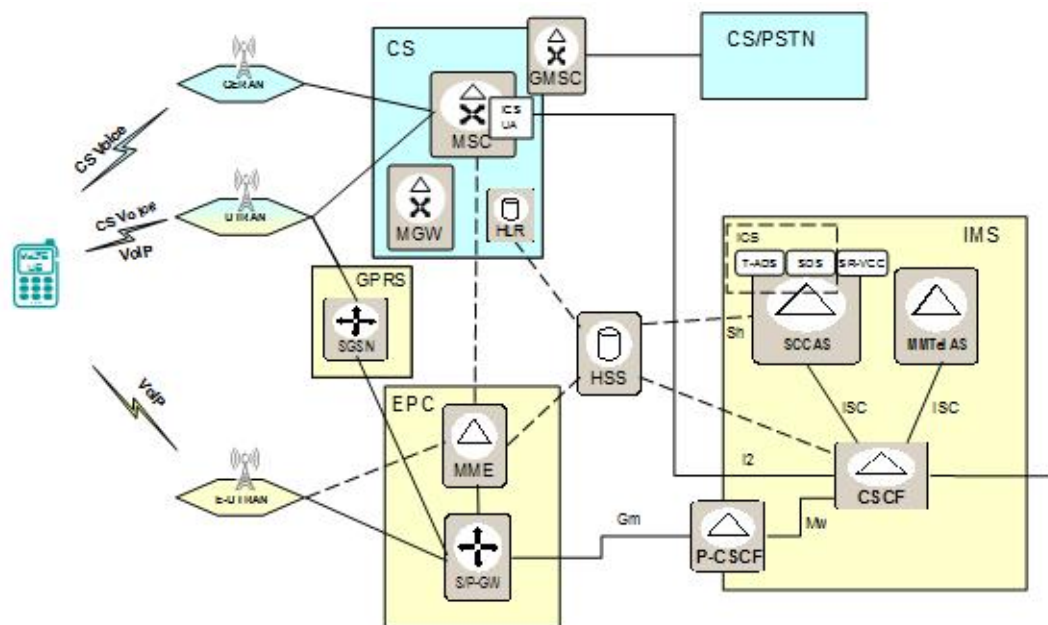 CS
GMSC
CS/PSTN
GERAN
ICS
UA
MSC
CS Voice
CS Voice
VoIP
UTRAN
MGW
HLR
ICS
IMS
T-ADS
SDS
SR-VCC
VoLTE
UE
GPRS
SGSN
Sh
SCCAS
MMTel AS
HSS
ISC
ISC
VoIP
EPC
MME
I2
CSCF
E-UTRAN
Gm
Mw
P-CSCF
S/P-GW